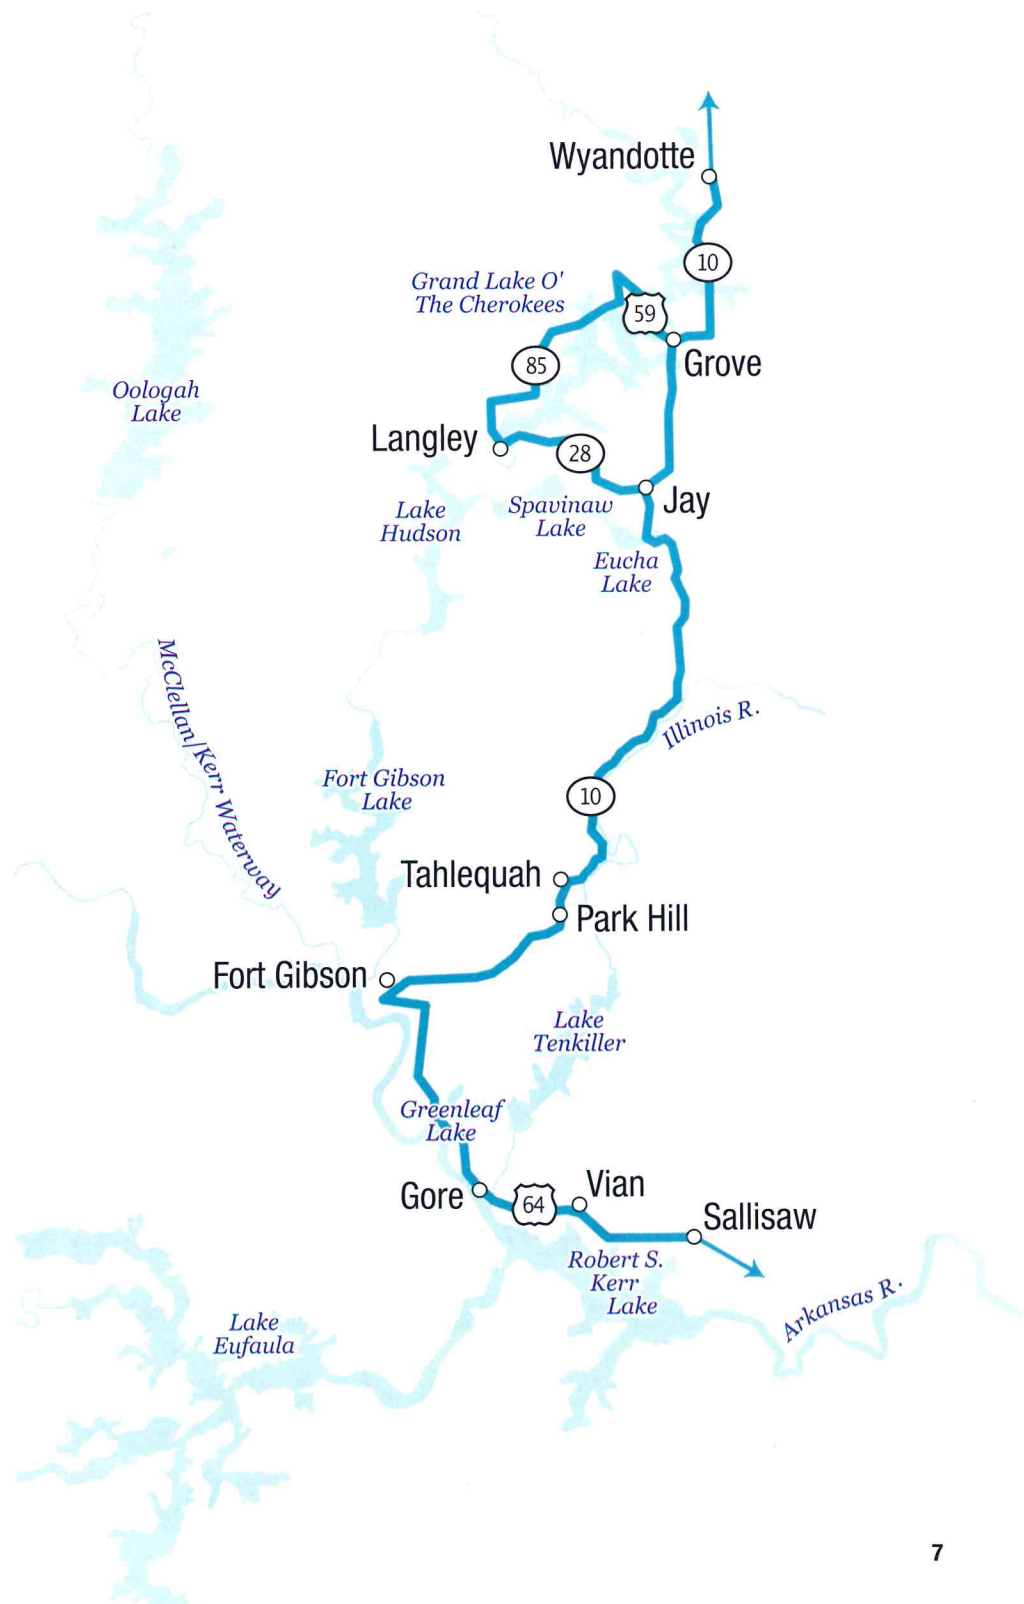 Wyandotte
10
Grand Lake O'
The Cherokees
59
Grove
85
Oologah
Lake
Langley
28
Jay
Lake
Hudson
Spavinaw
Lake
Eucha
Lake
McClellan/Kerr Waterway
Illinois R.
Fort Gibson
Lake
10
Tahlequah
Park Hill
Fort Gibson
Lake
Tenkiller
Greenleaf
Lake
Gore
64
Vian
Sallisaw
Robert S.
Kerr
Lake
Arkansas R.
Lake
Eufaula
7